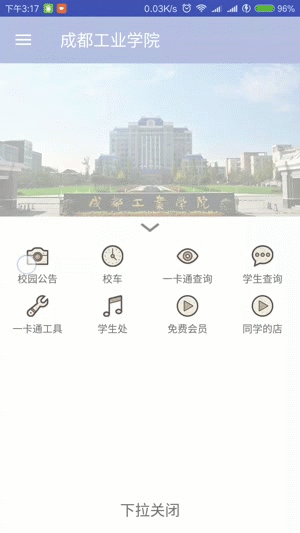 下午3:17
0.03K/s
96%
成都工业学院
成都工业学院
校园公告 校车 一卡通查询 学生查询
一卡通工具 学生处 免费会员 同学的店
下拉关闭